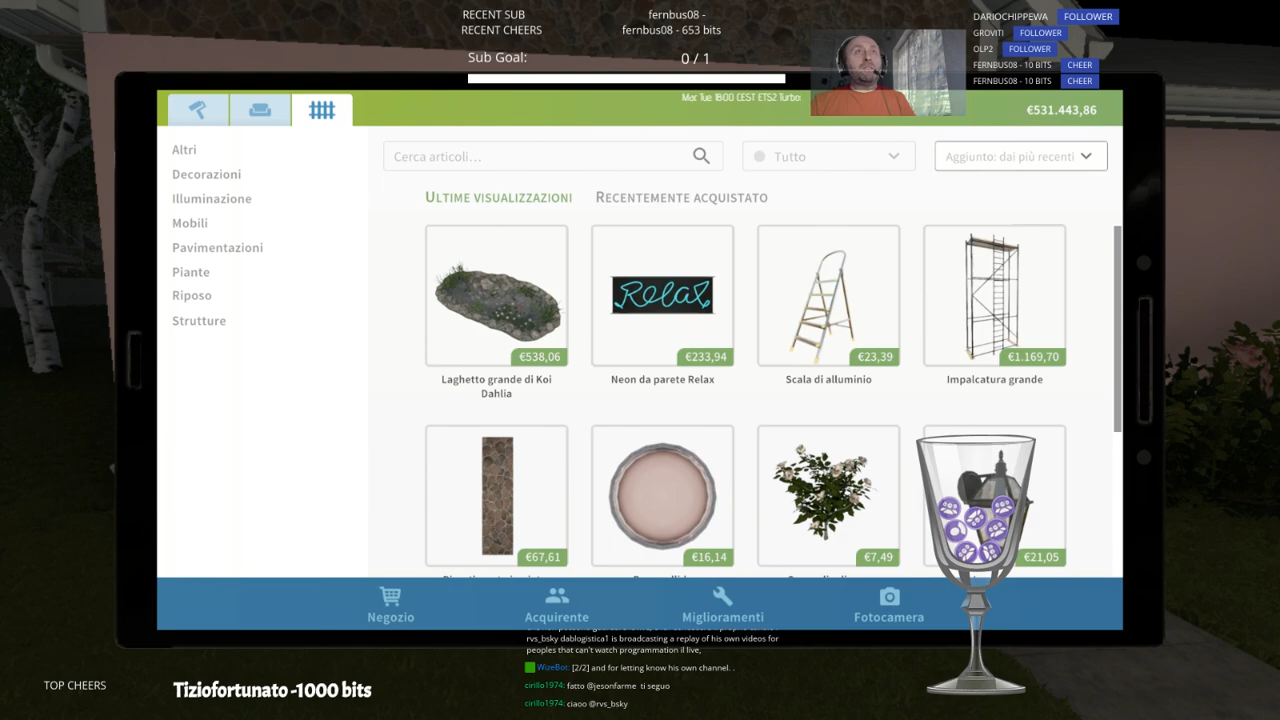 RECENT SUB
fernbus08 -
RECENT CHEERS
fernbus08 - 653 bits
Sub Goal:
0 / 1
DARIOCHIPPEWA FOLLOWER
GROVITI FOLLOWER
OLP2 FOLLOWER
FERNBUS08 - 10 BITS CHEER
FERNBUS08 - 10 BITS CHEER
Mar Tue 18:00 CEST ETS2 Turbo
€531.443,86
Altri
Decorazioni
Illuminazione
Mobili
Pavimentazioni
Piante
Riposo
Strutture
Cerca articoli...
Tutto
Aggiunto: dai più recenti
ULTIME VISUALIZZAZIONI
RECENTEMENTE ACQUISTATO
€538,06
€233,94
€23,39
€1.169,70
Laghetto grande di Koi
Dahlia
Neon da parete Relax
Scala di alluminio
Impalcatura grande
Relax
€67,61
€16,14
€7,49
€21,05
Negozio
Acquirente
Miglioramenti
Fotocamera
rvs_bsky dablogistica1 is broadcasting a replay of his own videos for
peoples that can't watch programmation il live,
WizeBot: [2/2] and for letting know his own channel. .
cirillo1974: fatto @jesonfarme ti seguo
cirillo1974: ciaoo @rvs_bsky
TOP CHEERS
Tiziofortunato -1000 bits